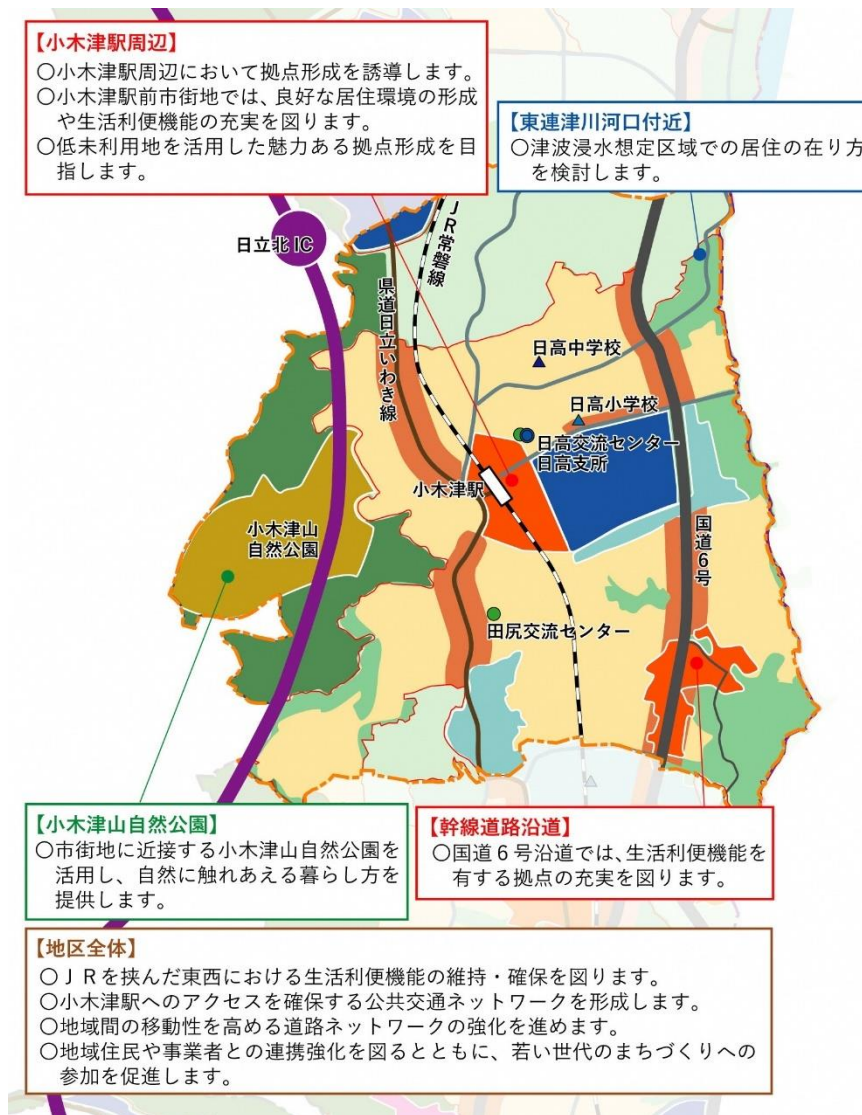 【小木津駅周辺】
○小木津駅周辺において拠点形成を誘導します。
○小木津駅前市街地では、良好な居住環境の形成
や生活利便機能の充実を図ります。
○低未利用地を活用した魅力ある拠点形成を目
指します。
【東連津川河口付近】
○津波浸水想定区域での居住の在り方
を検討します。
日立北IC
JR常磐線
県道日立いわき線
日高中学校
日高小学校
日高交流センター
日高支所
小木津駅
小木津山
自然公園
国道6号
田尻交流センター
【小木津山自然公園】
○市街地に近接する小木津山自然公園を
活用し、自然に触れあえる暮らし方を
提供します。
【幹線道路沿道】
○国道6号沿道では、生活利便機能を
有する拠点の充実を図ります。
【地区全体】
○JRを挟んだ東西における生活利便機能の維持・確保を図ります。
○小木津駅へのアクセスを確保する公共交通ネットワークを形成します。
○地域間の移動性を高める道路ネットワークの強化を進めます。
○地域住民や事業者との連携強化を図るとともに、若い世代のまちづくりへの
参加を促進します。